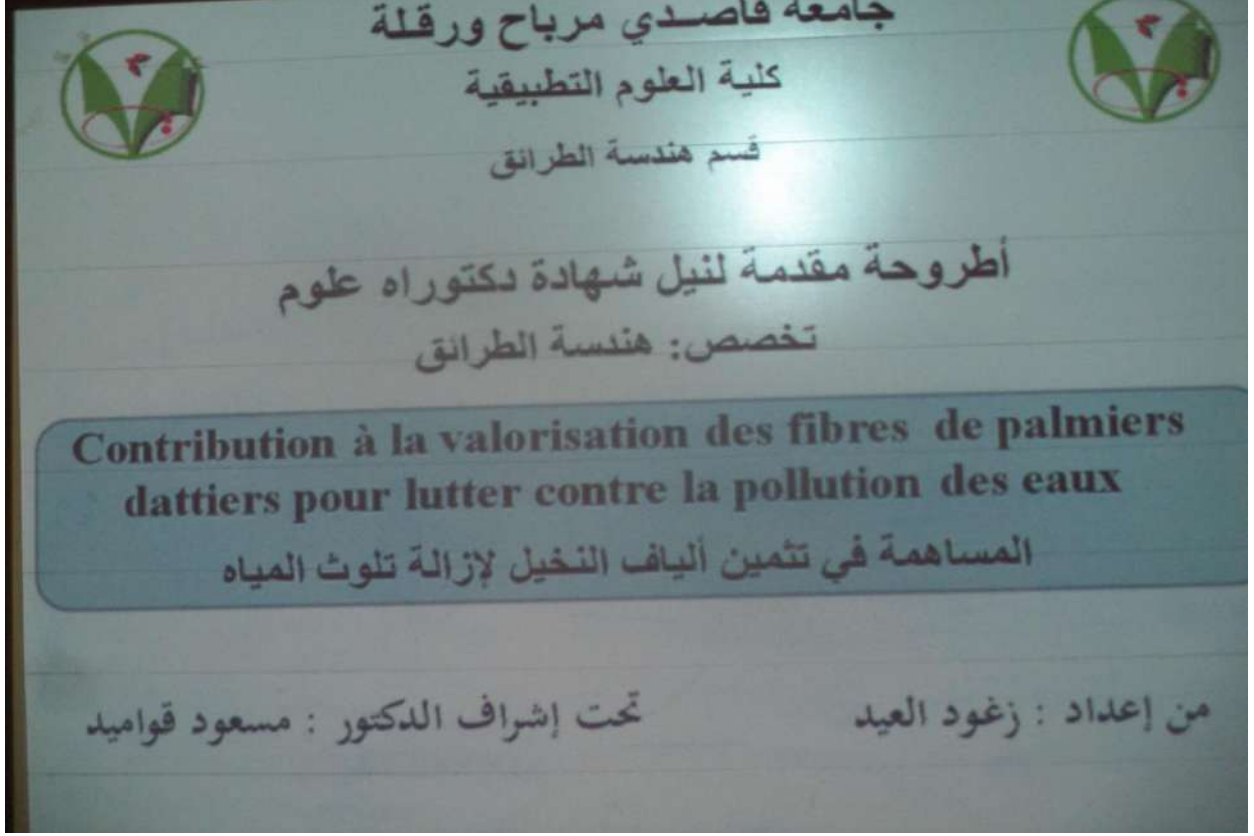 جامعة قاصدي مرباح ورقلة
كلية العلوم التطبيقية
قسم هندسة الطرائق
أطروحة مقدمة لنيل شهادة دكتوراه علوم
تخصص: هندسة الطرائق
Contribution à la valorisation des fibres de palmiers
dattiers pour lutter contre la pollution des eaux
المساهمة في تثمين ألياف النخيل لإزالة تلوث المياه
من إعداد : زغود العيد تحت إشراف الدكتور : مسعود قواميد